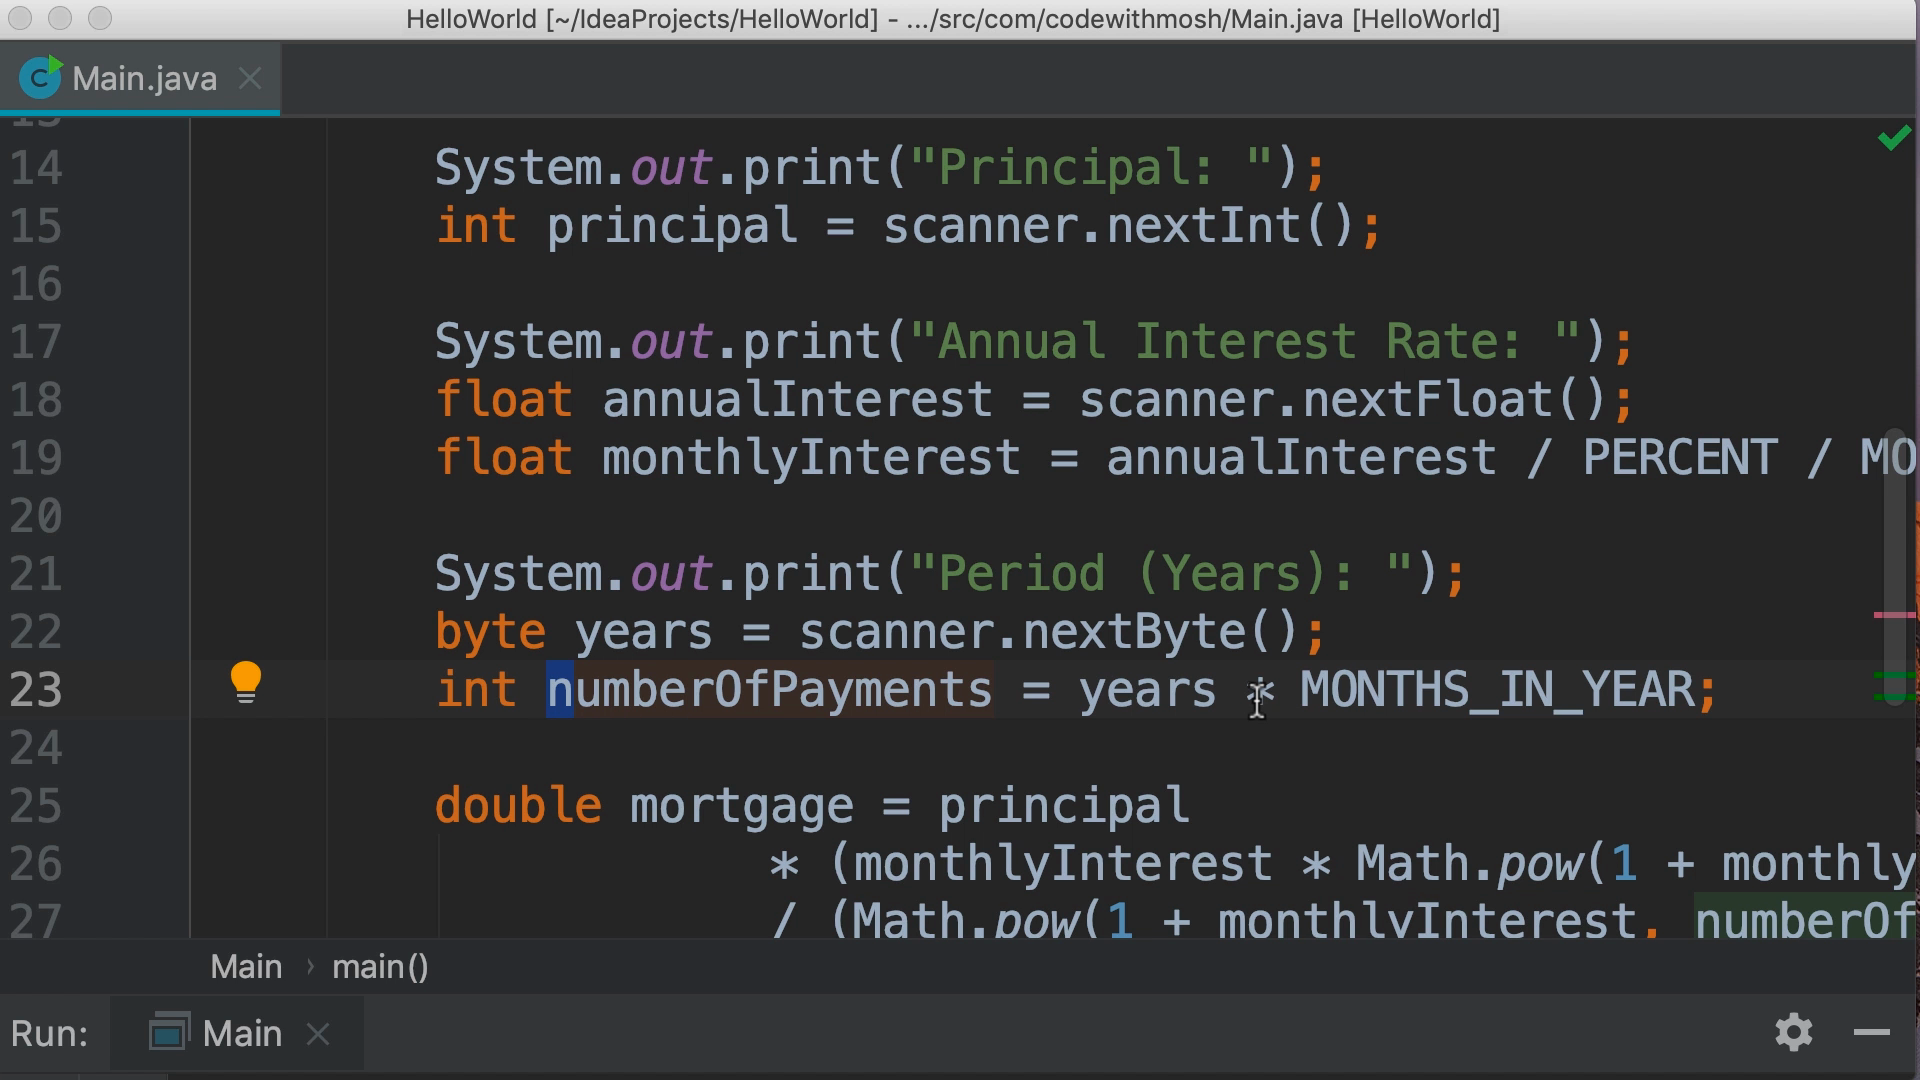 HelloWorld [~/IdeaProjects/HelloWorld] - .../src/com/codewithmosh/Main.java [HelloWorld]
Main.java
14 System.out.print("Principal: ");
15 int principal = scanner.nextInt();
16
17 System.out.print("Annual Interest Rate: ");
18 float annualInterest = scanner.nextFloat();
19 float monthlyInterest = annualInterest / PERCENT / MO
20
21 System.out.print("Period (Years): ");
22 byte years = scanner.nextByte();
23 int numberOfPayments = years * MONTHS_IN_YEAR;
24
25 double mortgage = principal
26 * (monthlyInterest * Math.pow(1 + monthly
27 / (Math.pow(1 + monthlyInterest, numberOf
Main › main()
Run: Main